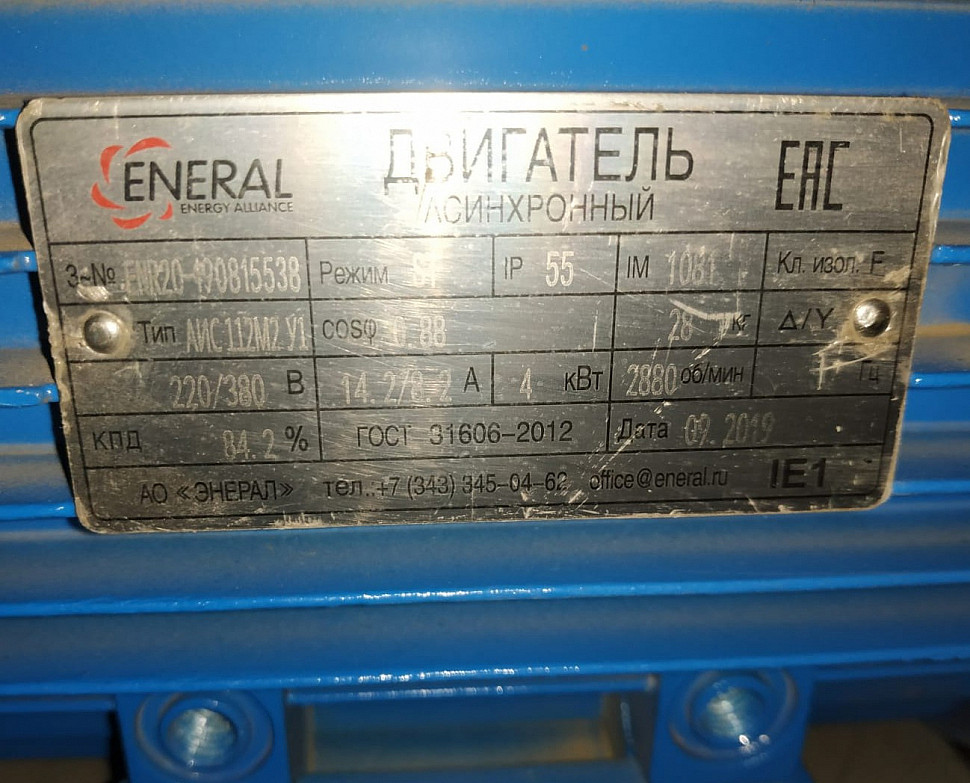 ENERAL
ENERGY ALLIANCE
ДВИГАТЕЛЬ
АСИНХРОННЫЙ
EAC
3~№ ENR20-190815538 Режим S1 IP 55 IM 1081 Кл. изол. F
Тип АИС112М2 У1 cosφ 0.88 28 кг Δ/Y
220/380 В 14.2/8.2 А 4 кВт 2880 об/мин Гц
КПД 84.2 % ГОСТ 31606-2012 Дата 09.2019
АО «ЭНЕРАЛ» тел.:+7 (343) 345-04-62 office@eneral.ru IE1